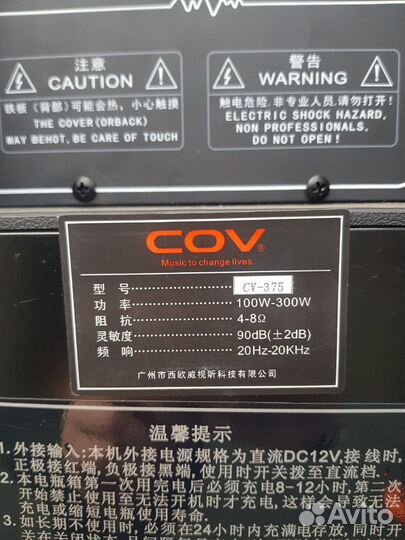 注意
CAUTION
铁板(背部)可能会热、小心触摸
THE COVER(ORBACK)
MAY BEHOT, BE CARE OF TOUCH
警告
WARNING
触电危险,非专业人员,请勿打开!
ELECTRIC SHOCK HAZARD,
NON PROFESSIONALS,
DO NOT OPEN!
COV®
Music to change lives
型 号 CV-375
功 率 100W-300W
阻 抗 4-8Ω
灵敏度 90dB(±2dB)
频 响 20Hz-20KHz
广州市西欧威视听科技有限公司
温馨提示
1. 外接输入:本机外接电源规格为直流DC12V,接线时,
正极接红端,负极接黑端,使用时开关拨至直流档.
2. 本电瓶箱第一次用完电后必须充电8-12小时,第二次
开始禁止使用至无法开机时才充电,这样会导致无法
充电或缩短电瓶使用寿命.
3. 如长期不使用时,必须在24小时内充满电存放,同时开
Avito